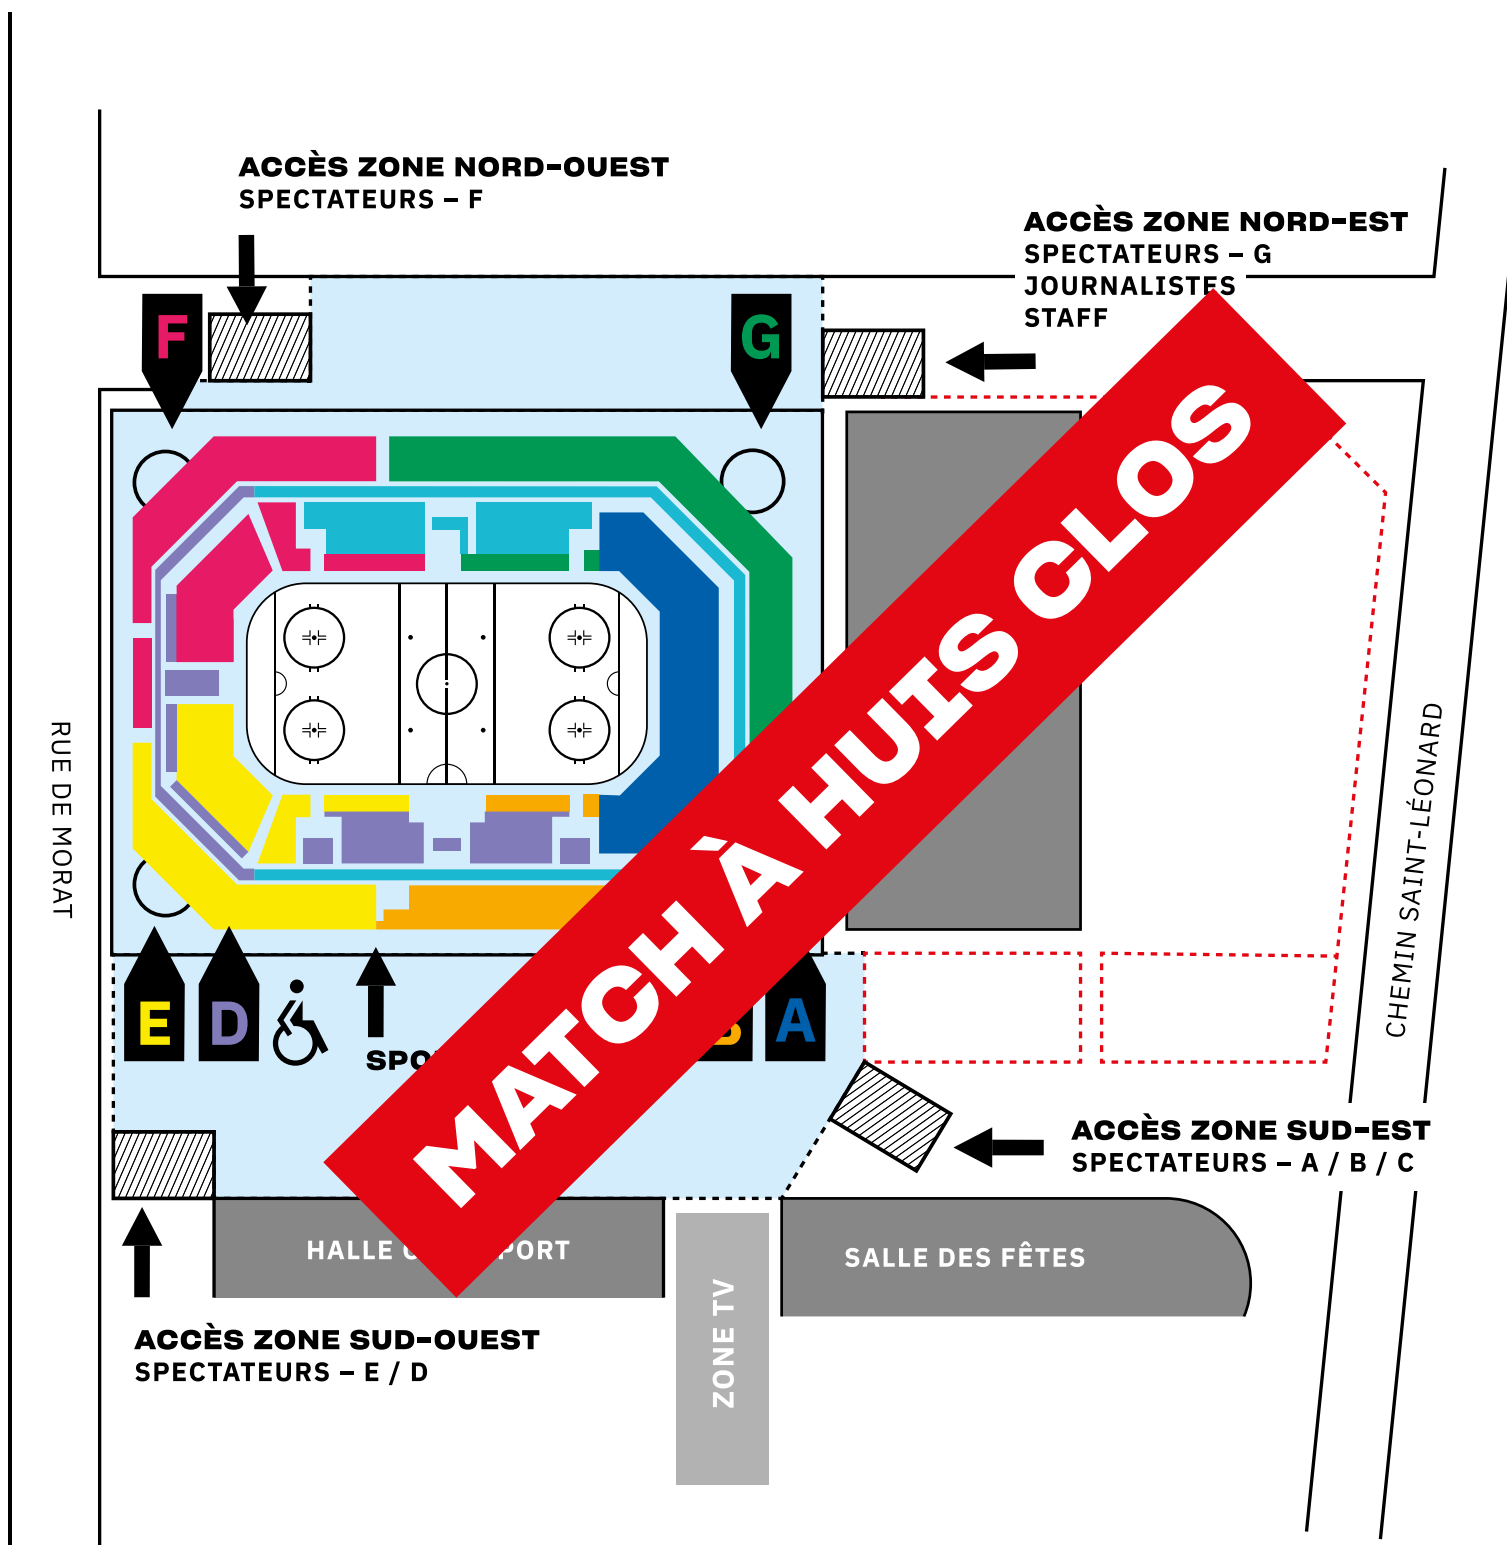 ACCÈS ZONE NORD-OUEST
SPECTATEURS – F
ACCÈS ZONE NORD-EST
SPECTATEURS – G
JOURNALISTES
STAFF
F
G
MATCH À HUIS CLOS
RUE DE MORAT
CHEMIN SAINT-LÉONARD
E
D
B
A
ACCÈS ZONE SUD-EST
SPECTATEURS – A / B / C
HALLE
SALLE DES FÊTES
ZONE TV
ACCÈS ZONE SUD-OUEST
SPECTATEURS – E / D